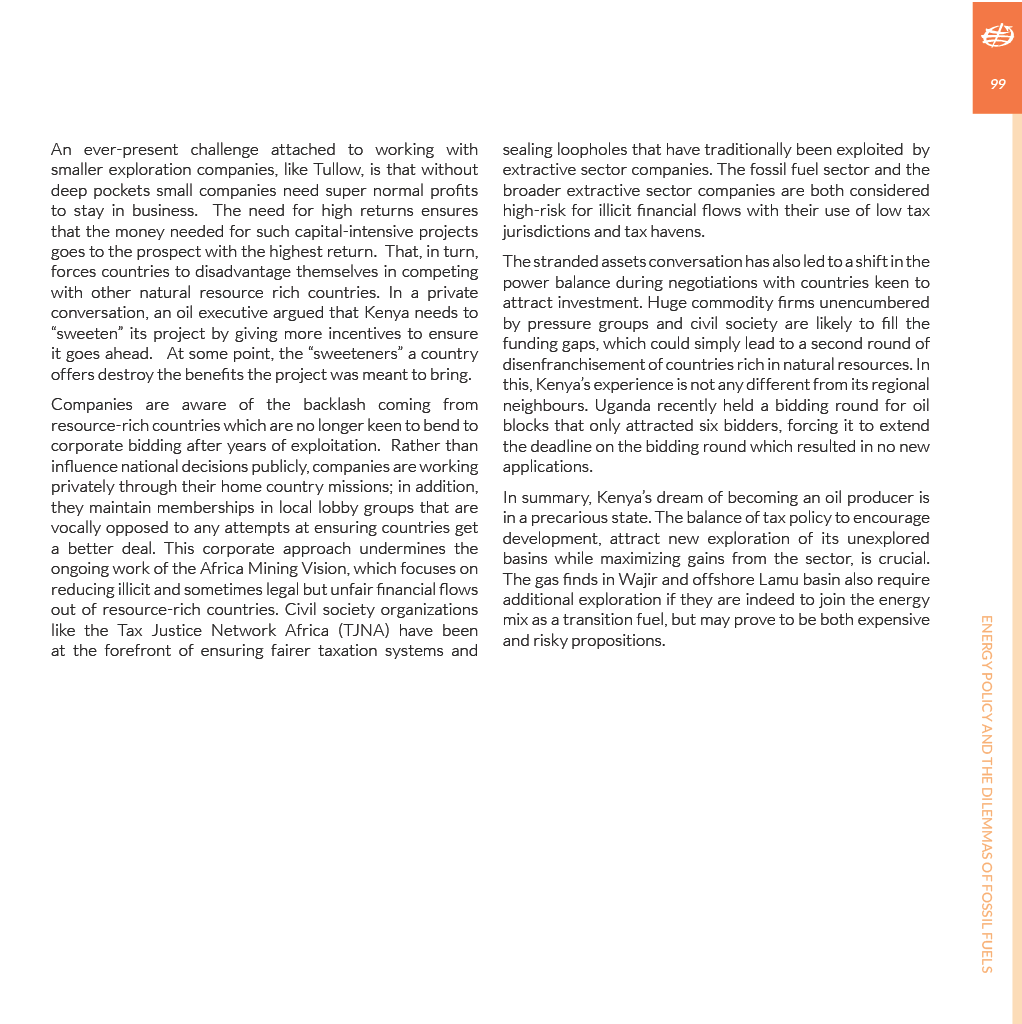 99
An ever-present challenge attached to working with
smaller exploration companies, like Tullow, is that without
deep pockets small companies need super normal profits
to stay in business.  The need for high returns ensures
that the money needed for such capital-intensive projects
goes to the prospect with the highest return.  That, in turn,
forces countries to disadvantage themselves in competing
with other natural resource rich countries. In a private
conversation, an oil executive argued that Kenya needs to
“sweeten” its project by giving more incentives to ensure
it goes ahead.   At some point, the “sweeteners” a country
offers destroy the benefits the project was meant to bring.
Companies are aware of the backlash coming from
resource-rich countries which are no longer keen to bend to
corporate bidding after years of exploitation.  Rather than
influence national decisions publicly, companies are working
privately through their home country missions; in addition,
they maintain memberships in local lobby groups that are
vocally opposed to any attempts at ensuring countries get
a better deal. This corporate approach undermines the
ongoing work of the Africa Mining Vision, which focuses on
reducing illicit and sometimes legal but unfair financial flows
out of resource-rich countries. Civil society organizations
like the Tax Justice Network Africa (TJNA) have been
at the forefront of ensuring fairer taxation systems and
sealing loopholes that have traditionally been exploited  by
extractive sector companies. The fossil fuel sector and the
broader extractive sector companies are both considered
high-risk for illicit financial flows with their use of low tax
jurisdictions and tax havens.
The stranded assets conversation has also led to a shift in the
power balance during negotiations with countries keen to
attract investment. Huge commodity firms unencumbered
by pressure groups and civil society are likely to fill the
funding gaps, which could simply lead to a second round of
disenfranchisement of countries rich in natural resources. In
this, Kenya’s experience is not any different from its regional
neighbours. Uganda recently held a bidding round for oil
blocks that only attracted six bidders, forcing it to extend
the deadline on the bidding round which resulted in no new
applications.
In summary, Kenya’s dream of becoming an oil producer is
in a precarious state. The balance of tax policy to encourage
development, attract new exploration of its unexplored
basins while maximizing gains from the sector, is crucial.
The gas finds in Wajir and offshore Lamu basin also require
additional exploration if they are indeed to join the energy
mix as a transition fuel, but may prove to be both expensive
and risky propositions.
ENERGY POLICY AND THE DILEMMAS OF FOSSIL FUELS